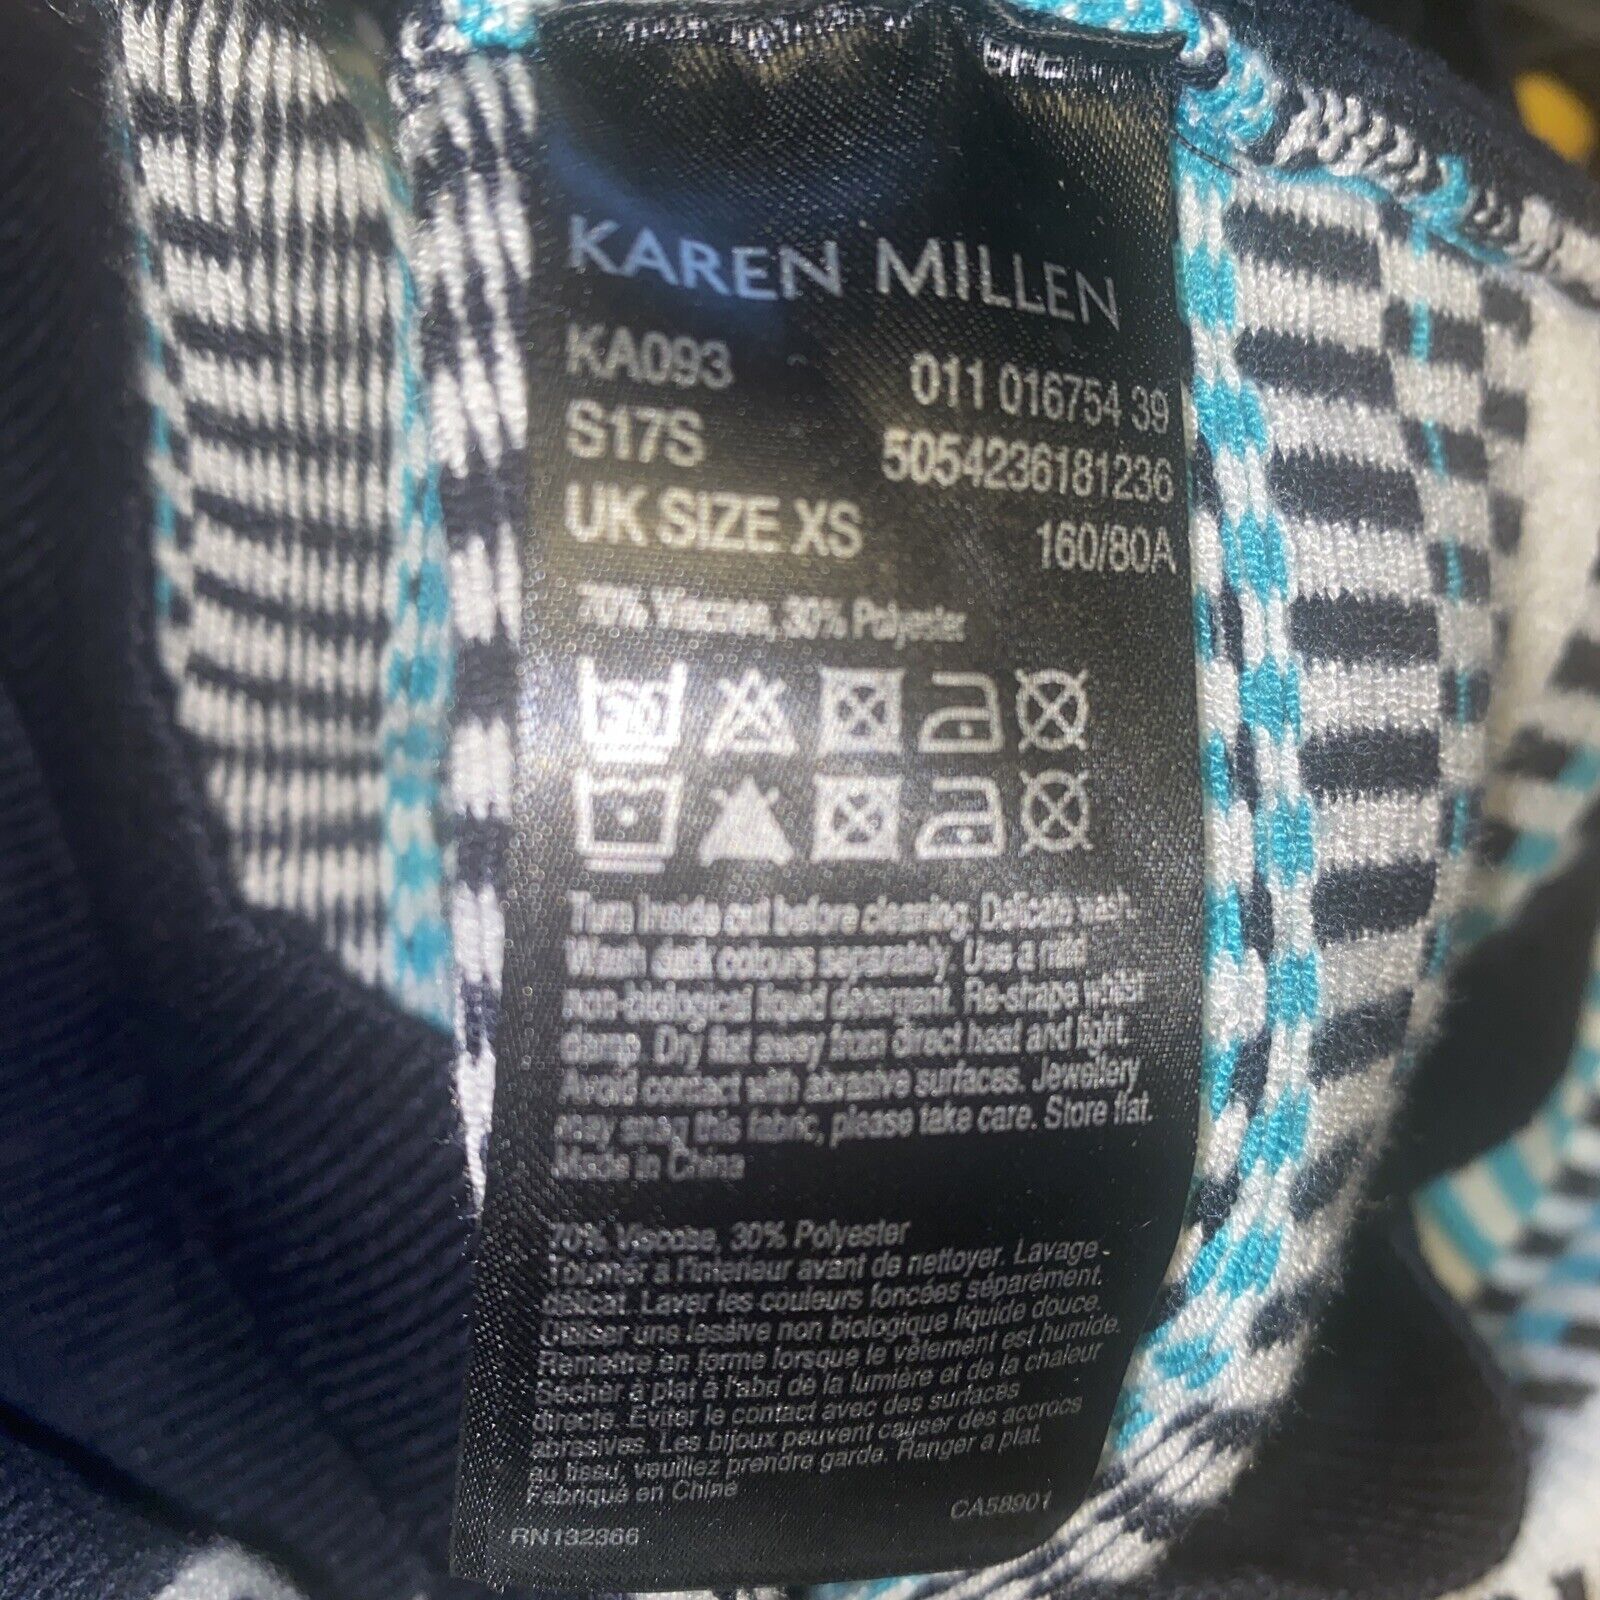 KAREN MILLEN
KA093 011 016754 39
S17S 5054236181236
UK SIZE XS 160/80A
70% Viscose, 30% Polyester
30
Turn inside out before cleaning. Delicate wash.
Wash dark colours separately. Use a mild
non-biological liquid detergent. Re-shape whilst
damp. Dry flat away from direct heat and light.
Avoid contact with abrasive surfaces. Jewellery
may snag this fabric, please take care. Store flat.
Made in China
70% Viscose, 30% Polyester
Tourner à l'interieur avant de nettoyer. Lavage
délicat. Laver les couleurs foncées séparément.
Utiliser une lessive non biologique liquide douce.
Remettre en forme lorsque le vêtement est humide.
Sécher à plat à l'abri de la lumière et de la chaleur
directe. Eviter le contact avec des surfaces
abrasives. Les bijoux peuvent causer des accrocs
au tissu, veuillez prendre garde. Ranger a plat.
Fabriqué en Chine
RN132366 CA58901